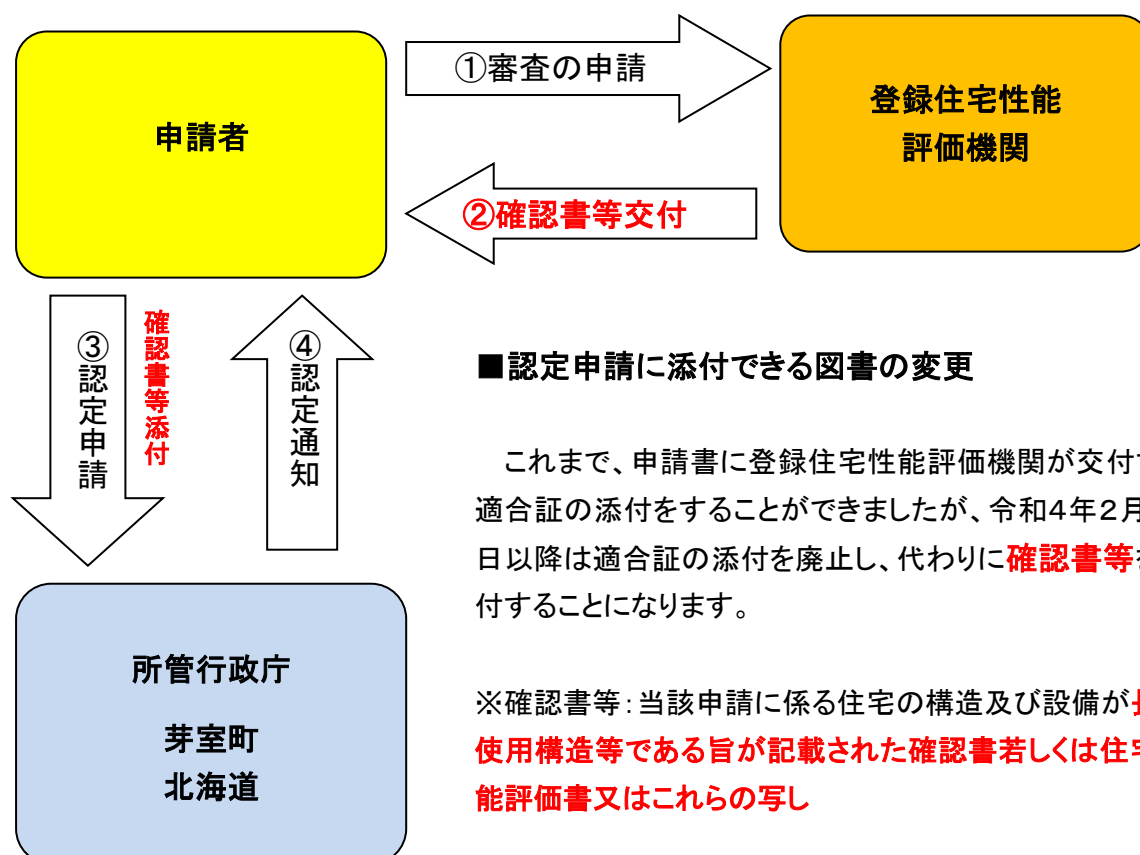 ①審査の申請
申請者
登録住宅性能
評価機関
②確認書等交付
③認定申請
確認書等添付
④認定通知
■認定申請に添付できる図書の変更
これまで、申請書に登録住宅性能評価機関が交付
適合証の添付をすることができましたが、令和4年2月
日以降は適合証の添付を廃止し、代わりに確認書等
付することになります。
※確認書等:当該申請に係る住宅の構造及び設備が
使用構造等である旨が記載された確認書若しくは住
能評価書又はこれらの写し
所管行政庁
芽室町
北海道